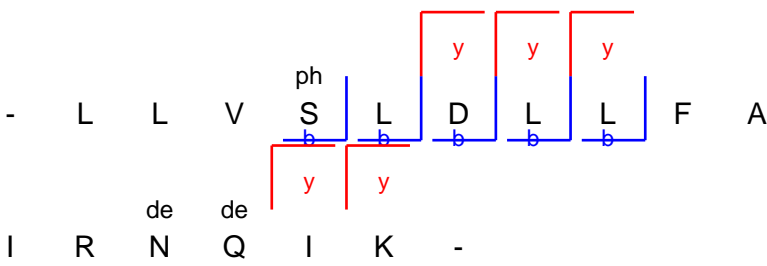 y y y
ph
- L L V S L D L L F A
b b b b b
y y
de de
I R N Q I K -